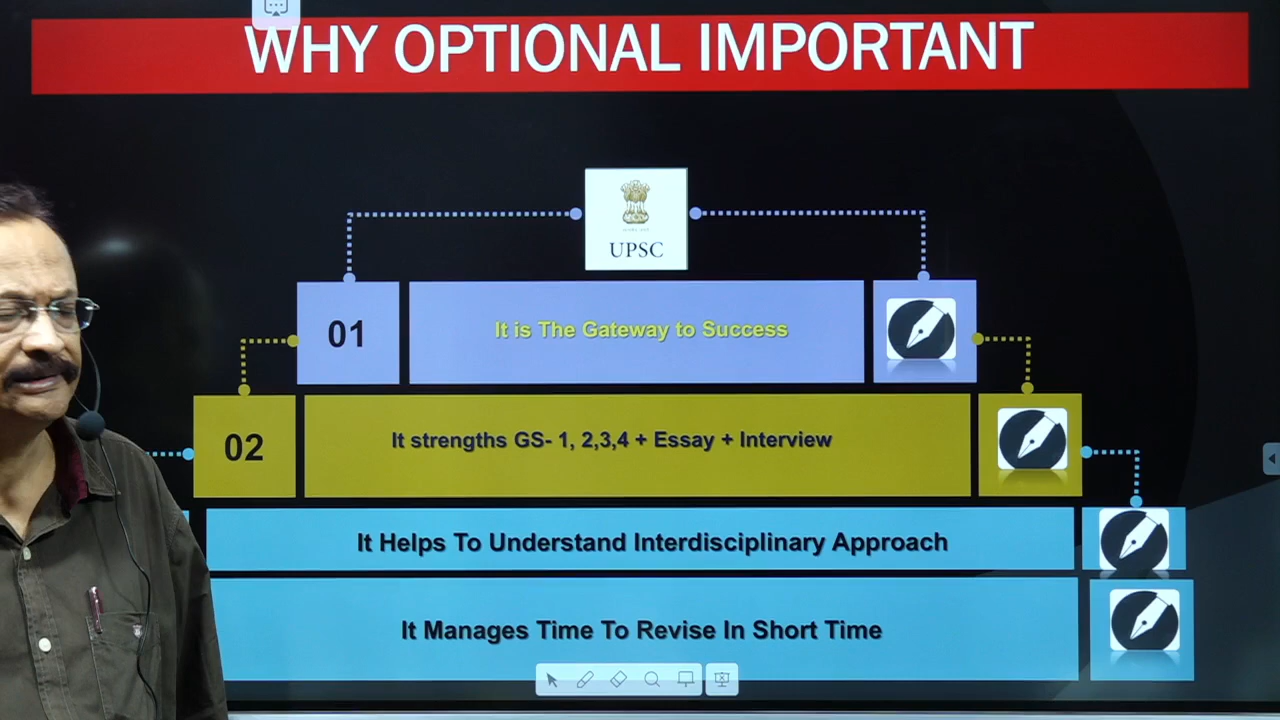 WHY OPTIONAL IMPORTANT
UPSC
01
It is The Gateway to Success
02
It strengths GS- 1, 2,3,4 + Essay + Interview
It Helps To Understand Interdisciplinary Approach
It Manages Time To Revise In Short Time